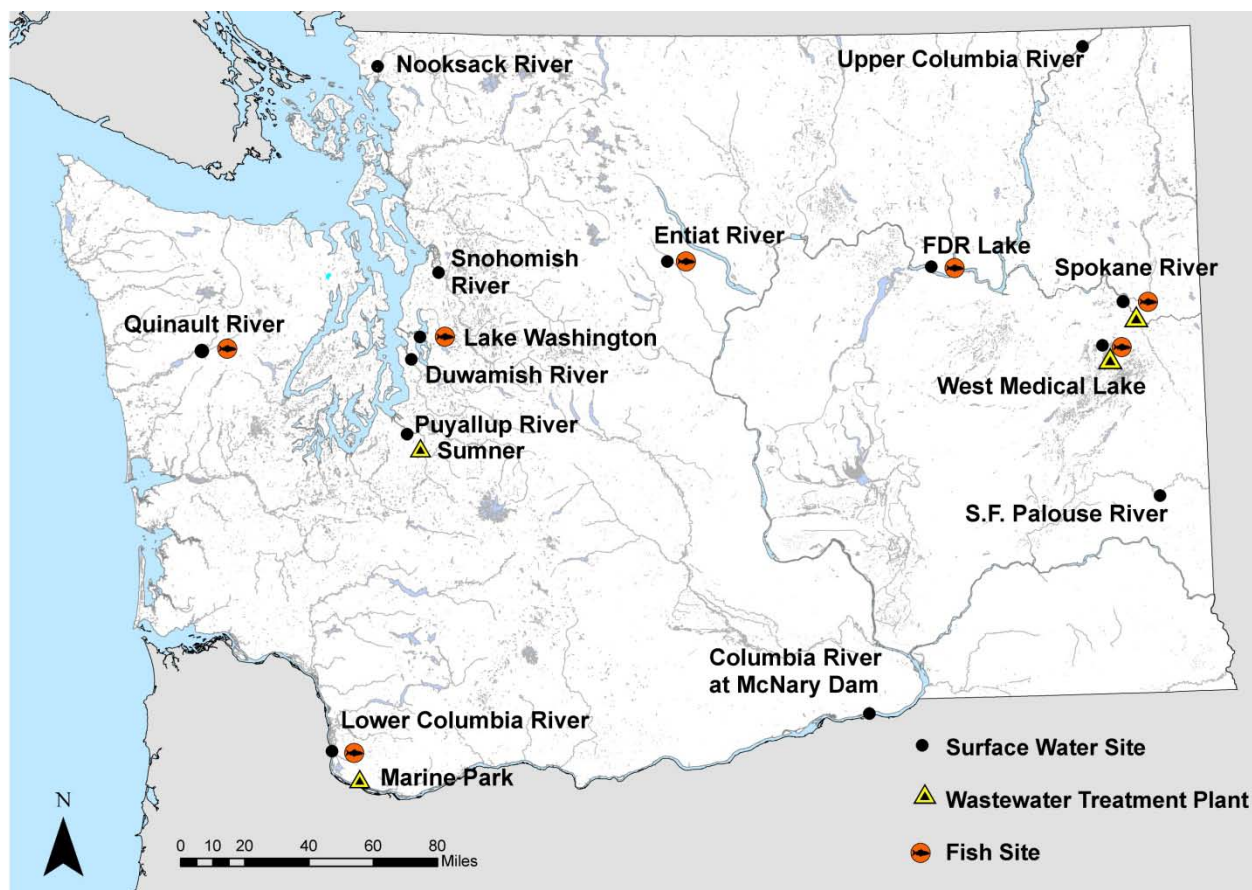 Nooksack River
Upper Columbia River
Entiat River
FDR Lake
Snohomish
River
Spokane River
Quinault River
Lake Washington
Duwamish River
West Medical Lake
Puyallup River
Sumner
S.F. Palouse River
Columbia River
at McNary Dam
Lower Columbia River
Marine Park
Surface Water Site
Wastewater Treatment Plant
Fish Site
N
0 10 20 40 60 80
Miles